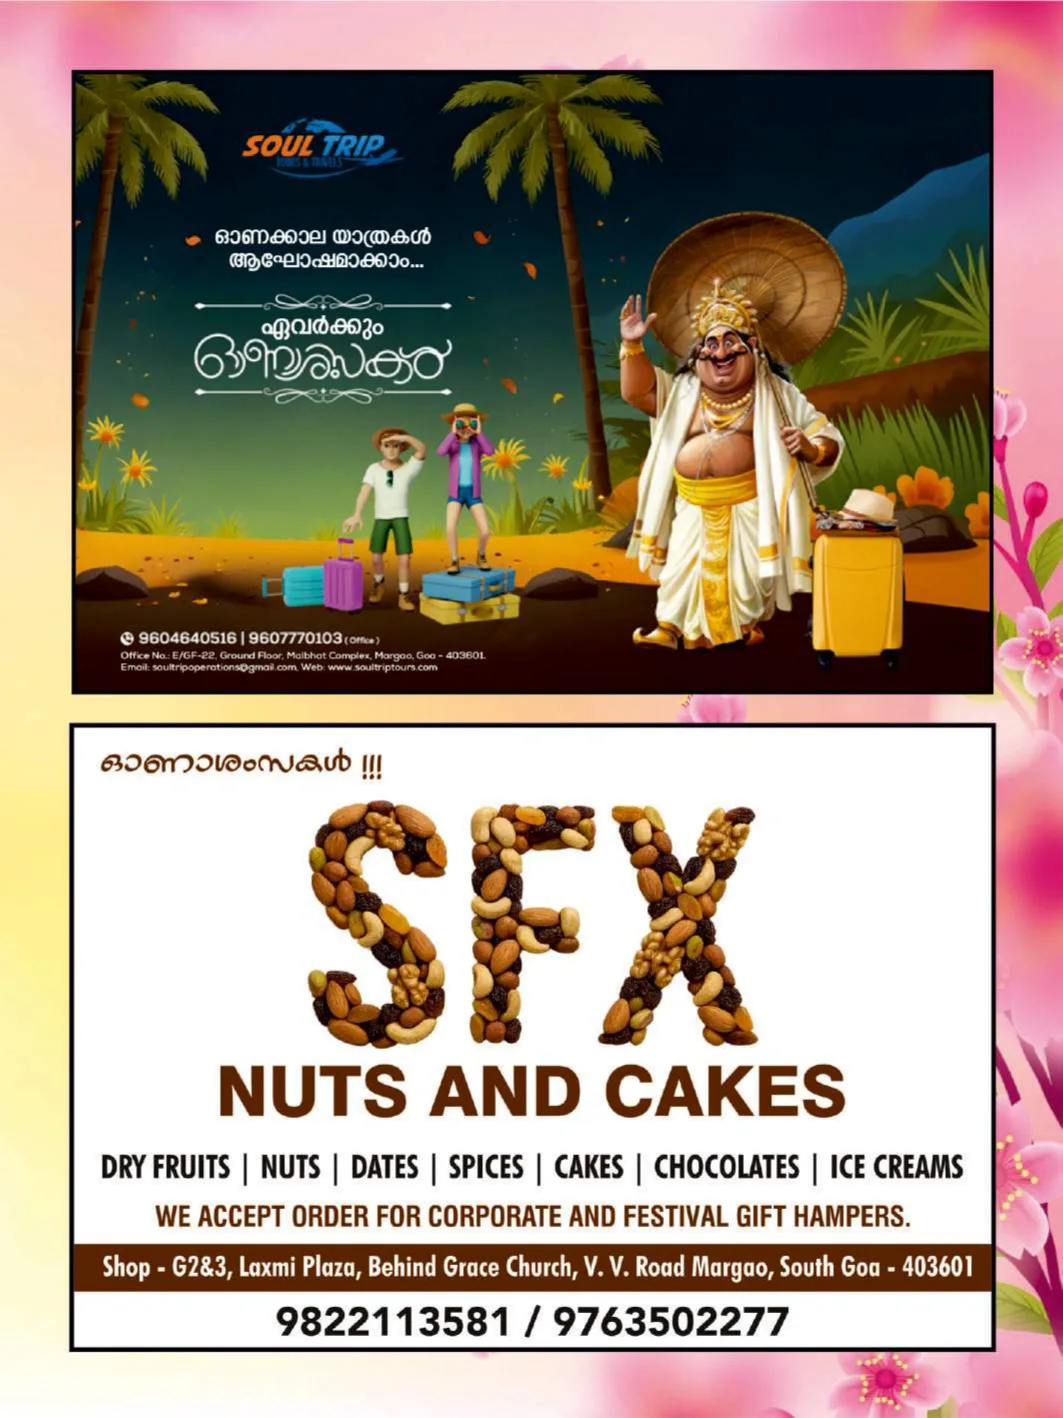 SOUL TRIP
TOURS & TRAVELS
ഓണക്കാല യാത്രകൾ
ആഘോഷമാക്കാം...
ഏവർക്കും
ഓണാശംസകൾ
9604640516 | 9607770103 (Office)
Office No.: E/GF-22, Ground Floor, Malbhat Complex, Margao, Goa - 403601.
Email: soultripoperations@gmail.com, Web: www.soultriptours.com
ഓണാശംസകൾ !!!
SFX
NUTS AND CAKES
DRY FRUITS | NUTS | DATES | SPICES | CAKES | CHOCOLATES | ICE CREAMS
WE ACCEPT ORDER FOR CORPORATE AND FESTIVAL GIFT HAMPERS.
Shop - G2&3, Laxmi Plaza, Behind Grace Church, V. V. Road Margao, South Goa - 403601
9822113581 / 9763502277